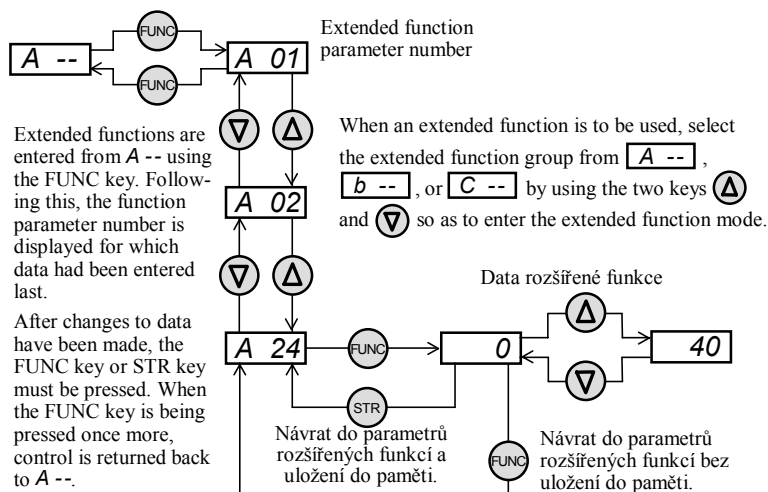 FUNC
Extended function
parameter number
A --
A 01
FUNC
Extended functions are
entered from A -- using
the FUNC key. Follow-
ing this, the function
parameter number is
displayed for which
data had been entered
last.
When an extended function is to be used, select
the extended function group from A -- ,
b -- , or C -- by using the two keys
and so as to enter the extended function mode.
A 02
Data rozšířené funkce
After changes to data
have been made, the
FUNC key or STR key
must be pressed. When
the FUNC key is being
pressed once more,
control is returned back
to A --.
A 24
FUNC
0
40
STR
Návrat do parametrů
rozšířených funkcí a
uložení do paměti.
FUNC
Návrat do parametrů
rozšířených funkcí bez
uložení do paměti.